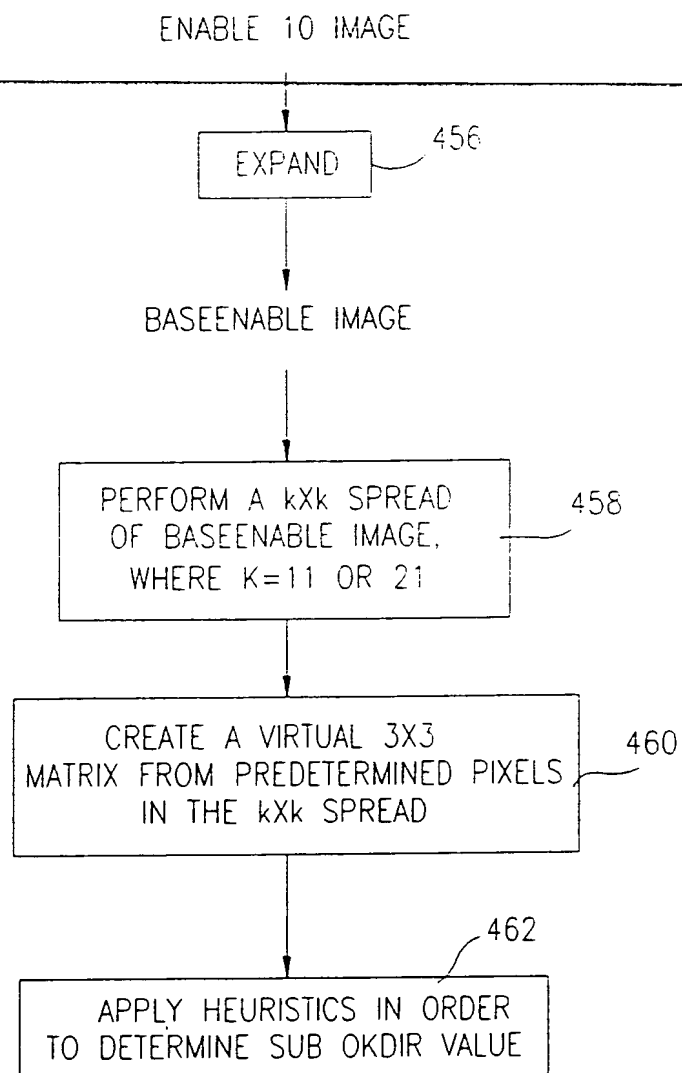 ENABLE 10 IMAGE
456
EXPAND
BASEENABLE IMAGE
PERFORM A kXk SPREAD
OF BASEENABLE IMAGE,
WHERE K=11 OR 21
458
CREATE A VIRTUAL 3X3
MATRIX FROM PREDETERMINED PIXELS
IN THE kXk SPREAD
460
462
APPLY HEURISTICS IN ORDER
TO DETERMINE SUB OKDIR VALUE